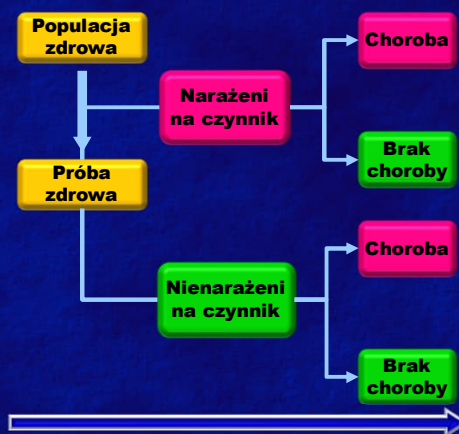 Populacja
zdrowa
Choroba
Narażeni
na czynnik
Brak
choroby
Próba
zdrowa
Choroba
Nienarażeni
na czynnik
Brak
choroby